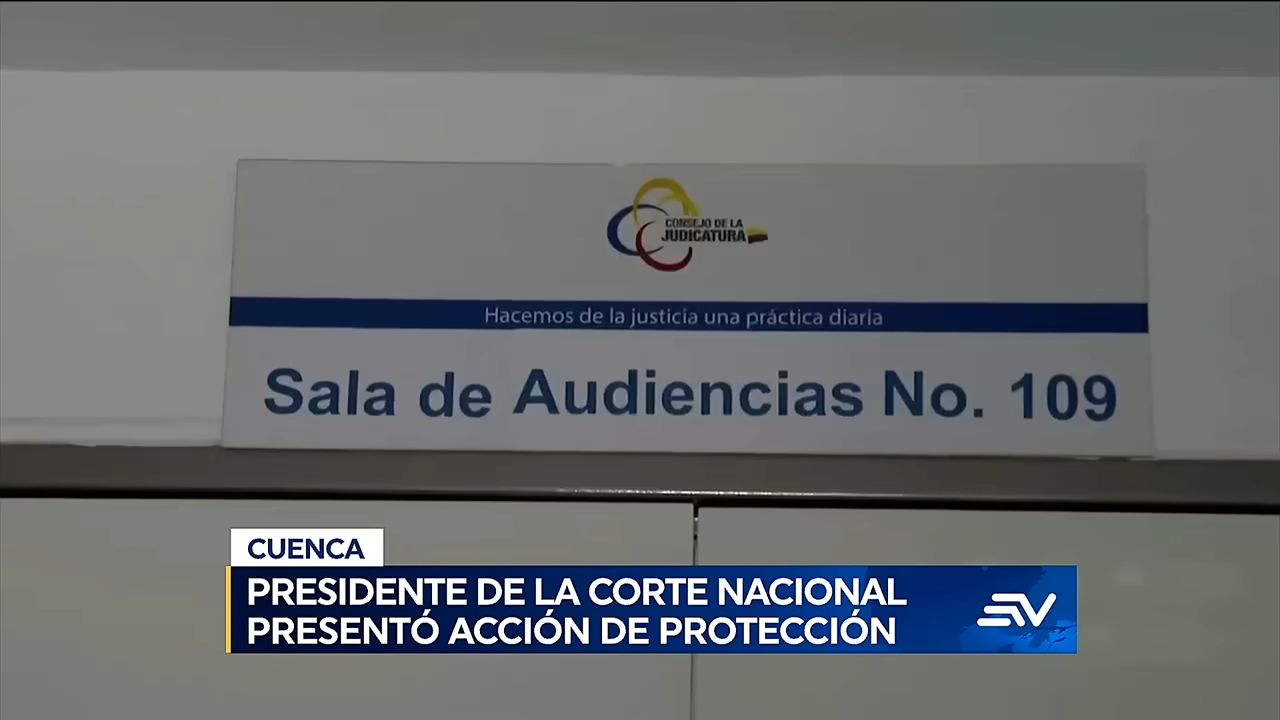 CONSEJO DE LA
JUDICATURA
Hacemos de la justicia una práctica diaria
Sala de Audiencias No. 109
CUENCA
PRESIDENTE DE LA CORTE NACIONAL
PRESENTÓ ACCIÓN DE PROTECCIÓN